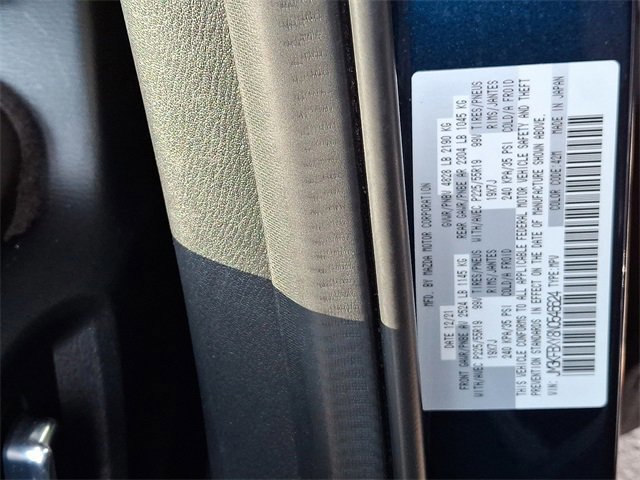 MFD. BY MAZDA MOTOR CORPORATION
DATE 12/21 GVWR/PNBV 4828 LB 2190 KG
FRONT GAWR/PNBE AV 2524 LB 1145 KG REAR GAWR/PNBE AR 2304 LB 1045 KG
WITH/AVEC P225/55R19 99V TIRES/PNEUS WITH/AVEC P225/55R19 99V TIRES/PNEUS
19X7J RIMS/JANTES 19X7J RIMS/JANTES
240 KPA/35 PSI COLD/A FROID 240 KPA/35 PSI COLD/A FROID
THIS VEHICLE CONFORMS TO ALL APPLICABLE FEDERAL MOTOR VEHICLE SAFETY AND THEFT
PREVENTION STANDARDS IN EFFECT ON THE DATE OF MANUFACTURE SHOWN ABOVE.
VIN: TYPE: MPV COLOR CODE: 42M MADE IN JAPAN